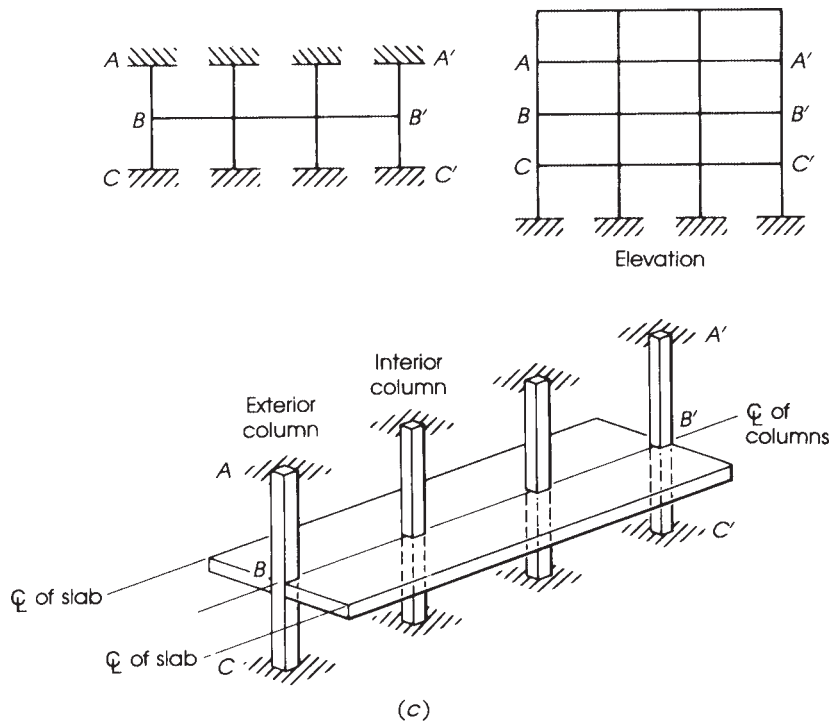 A
A′
B
B′
C
C′
A
A′
B
B′
C
C′
Elevation
A′
Interior
column
Exterior
column
B′
℄ of
columns
A
B
C′
℄ of slab
℄ of slab
C
(c)